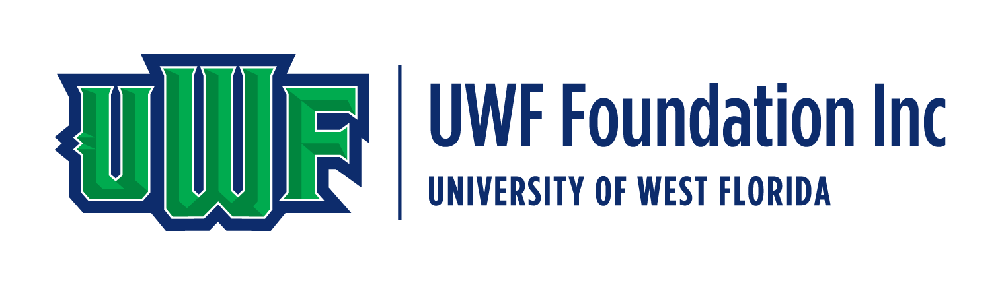 UWF
UWF Foundation Inc
UNIVERSITY OF WEST FLORIDA